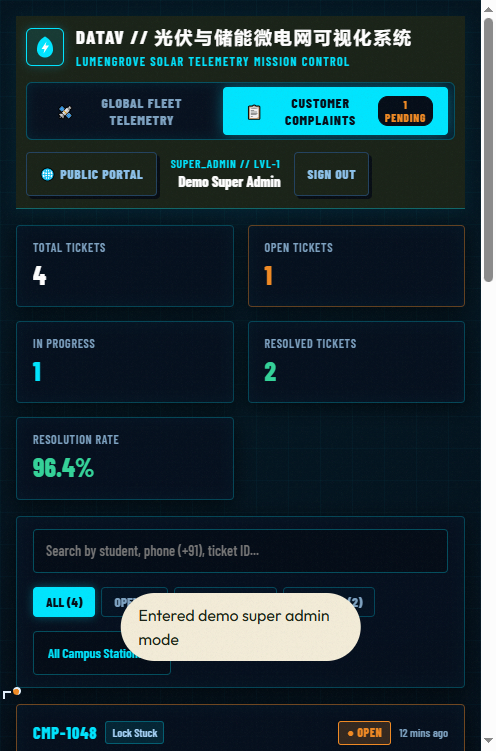 DATAV // 光伏与储能微电网可视化系统
LUMENGROVE SOLAR TELEMETRY MISSION CONTROL
GLOBAL FLEET
TELEMETRY
CUSTOMER
COMPLAINTS
1
PENDING
PUBLIC PORTAL
SUPER_ADMIN // LVL-1
Demo Super Admin
SIGN OUT
TOTAL TICKETS
4
OPEN TICKETS
1
IN PROGRESS
1
RESOLVED TICKETS
2
RESOLUTION RATE
96.4%
Search by student, phone (+91), ticket ID...
ALL (4)
(2)
Entered demo super admin
mode
All Campus
CMP-1048
Lock Stuck
● OPEN
12 mins ago